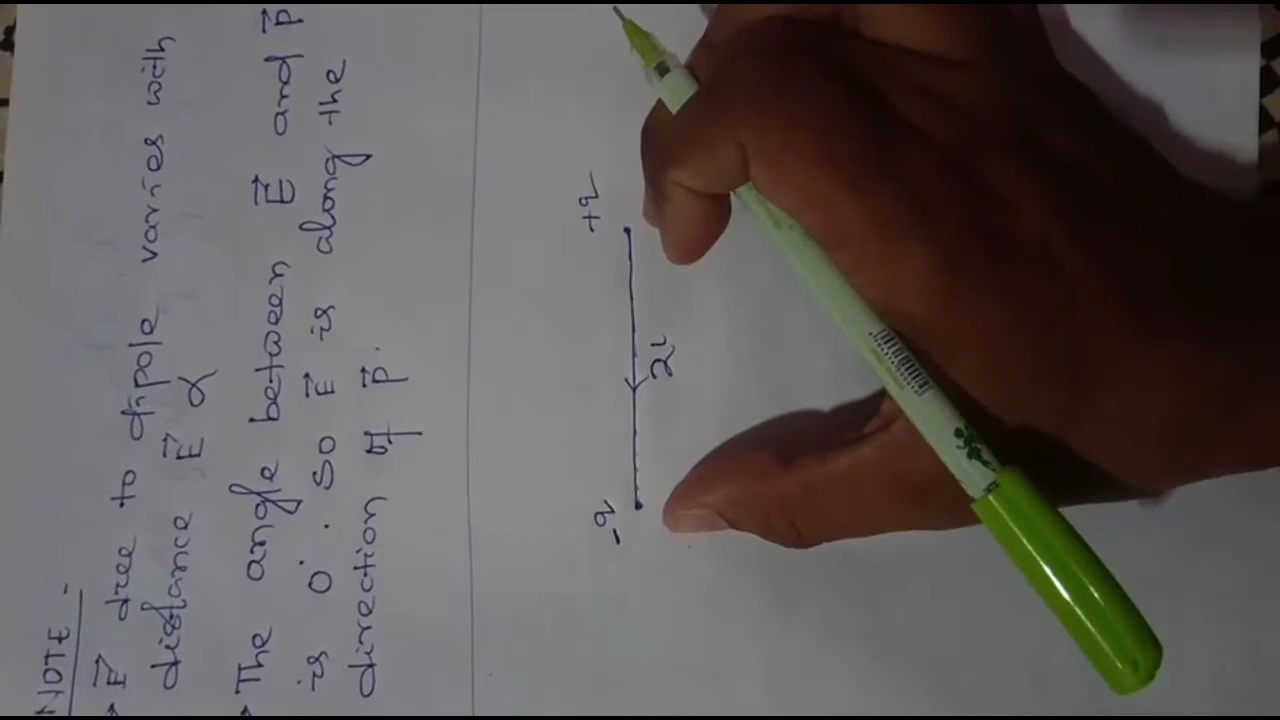 NOTE -
→ E⃗ due to dipole varies with
distance E⃗ α
→ The angle between E⃗ and P⃗
is 0°. So E⃗ is along the
direction of P⃗.
-q +q
2l